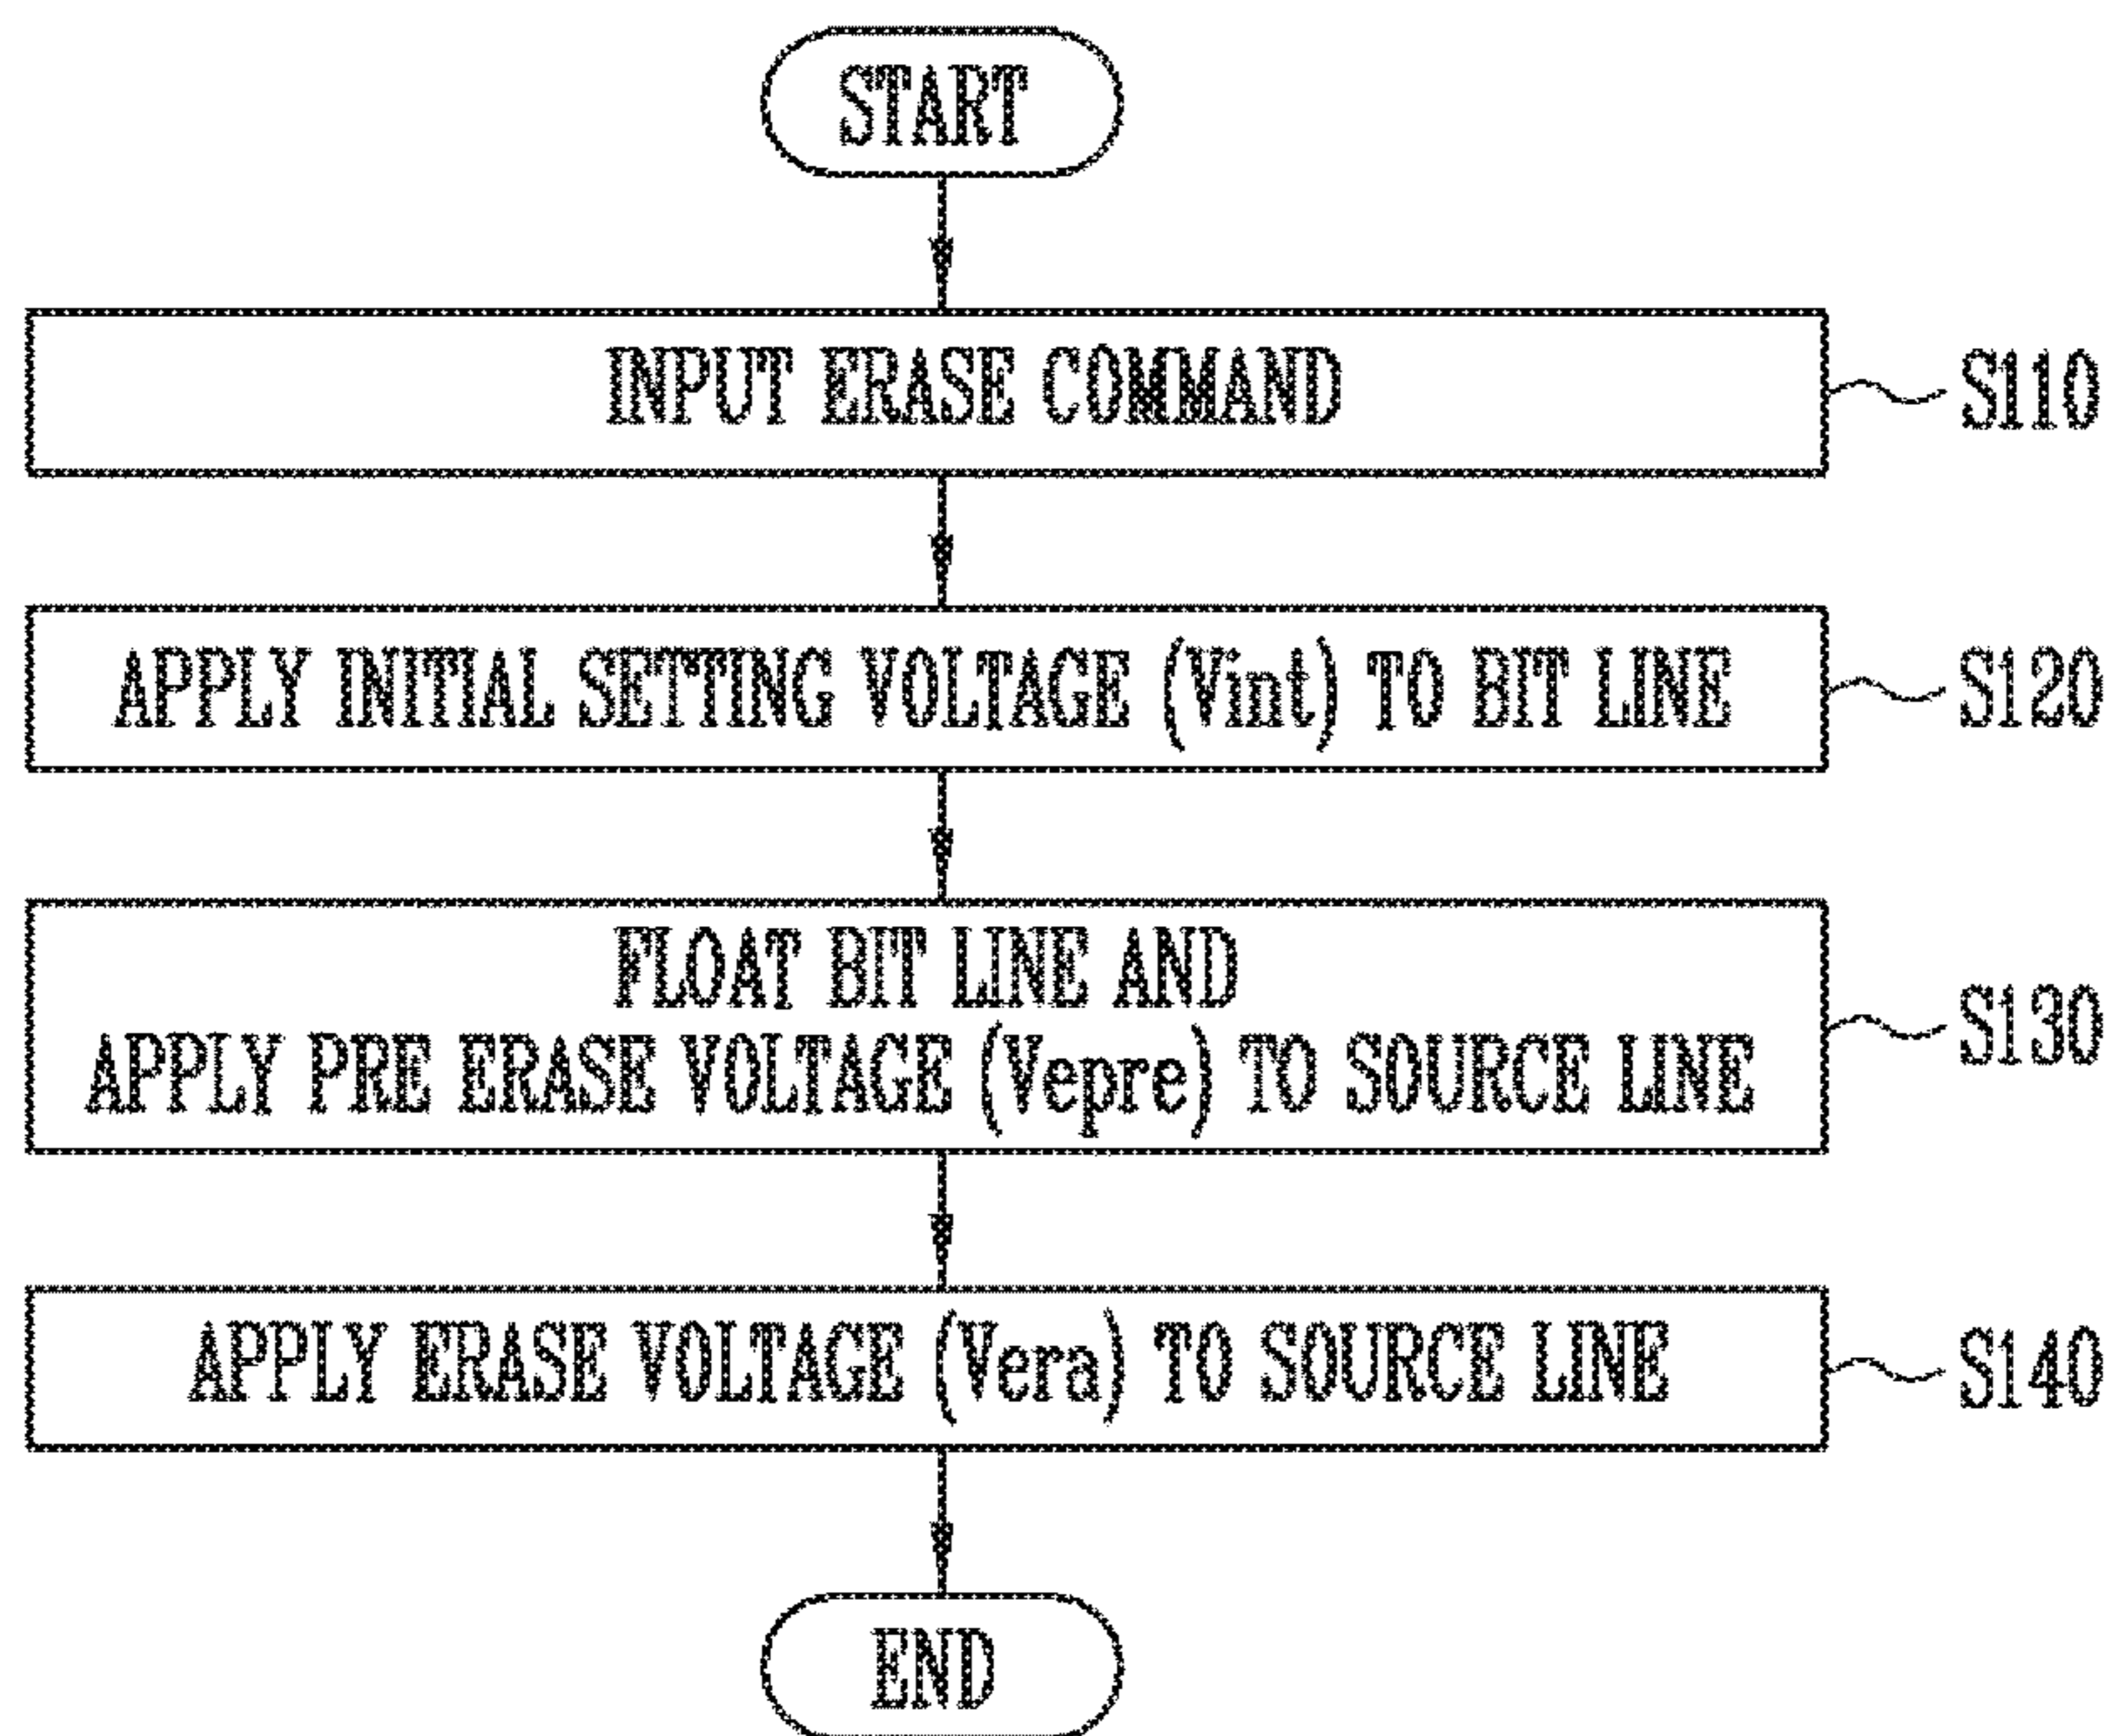 START
INPUT ERASE COMMAND
S110
APPLY INITIAL SETTING VOLTAGE (Vint) TO BIT LINE
S120
FLOAT BIT LINE AND
APPLY PRE ERASE VOLTAGE (Vepre) TO SOURCE LINE
S130
APPLY ERASE VOLTAGE (Vera) TO SOURCE LINE
S140
END